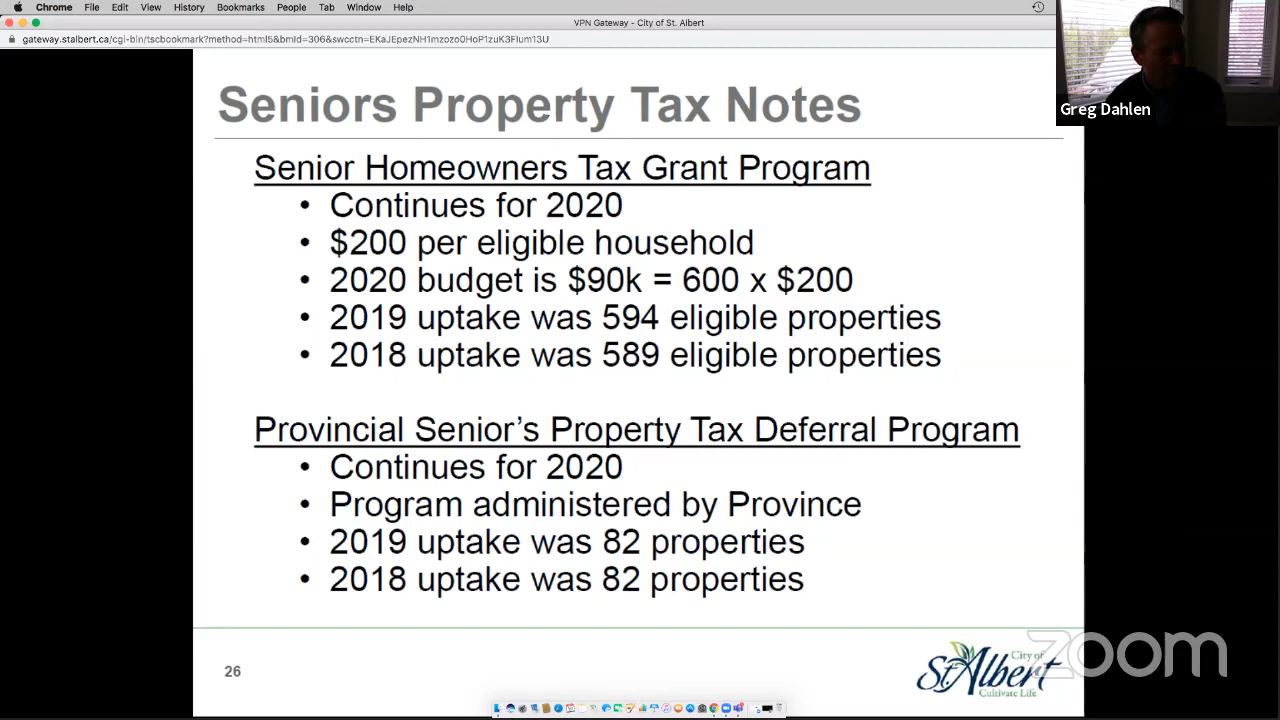 Chrome File Edit View History Bookmarks People Tab Window Help
VPN Gateway - City of St. Albert
Greg Dahlen
Seniors Property Tax Notes
Senior Homeowners Tax Grant Program
• Continues for 2020
• $200 per eligible household
• 2020 budget is $90k = 600 x $200
• 2019 uptake was 594 eligible properties
• 2018 uptake was 589 eligible properties
Provincial Senior's Property Tax Deferral Program
• Continues for 2020
• Program administered by Province
• 2019 uptake was 82 properties
• 2018 uptake was 82 properties
26
City of
St. Albert
Cultivate Life
zoom